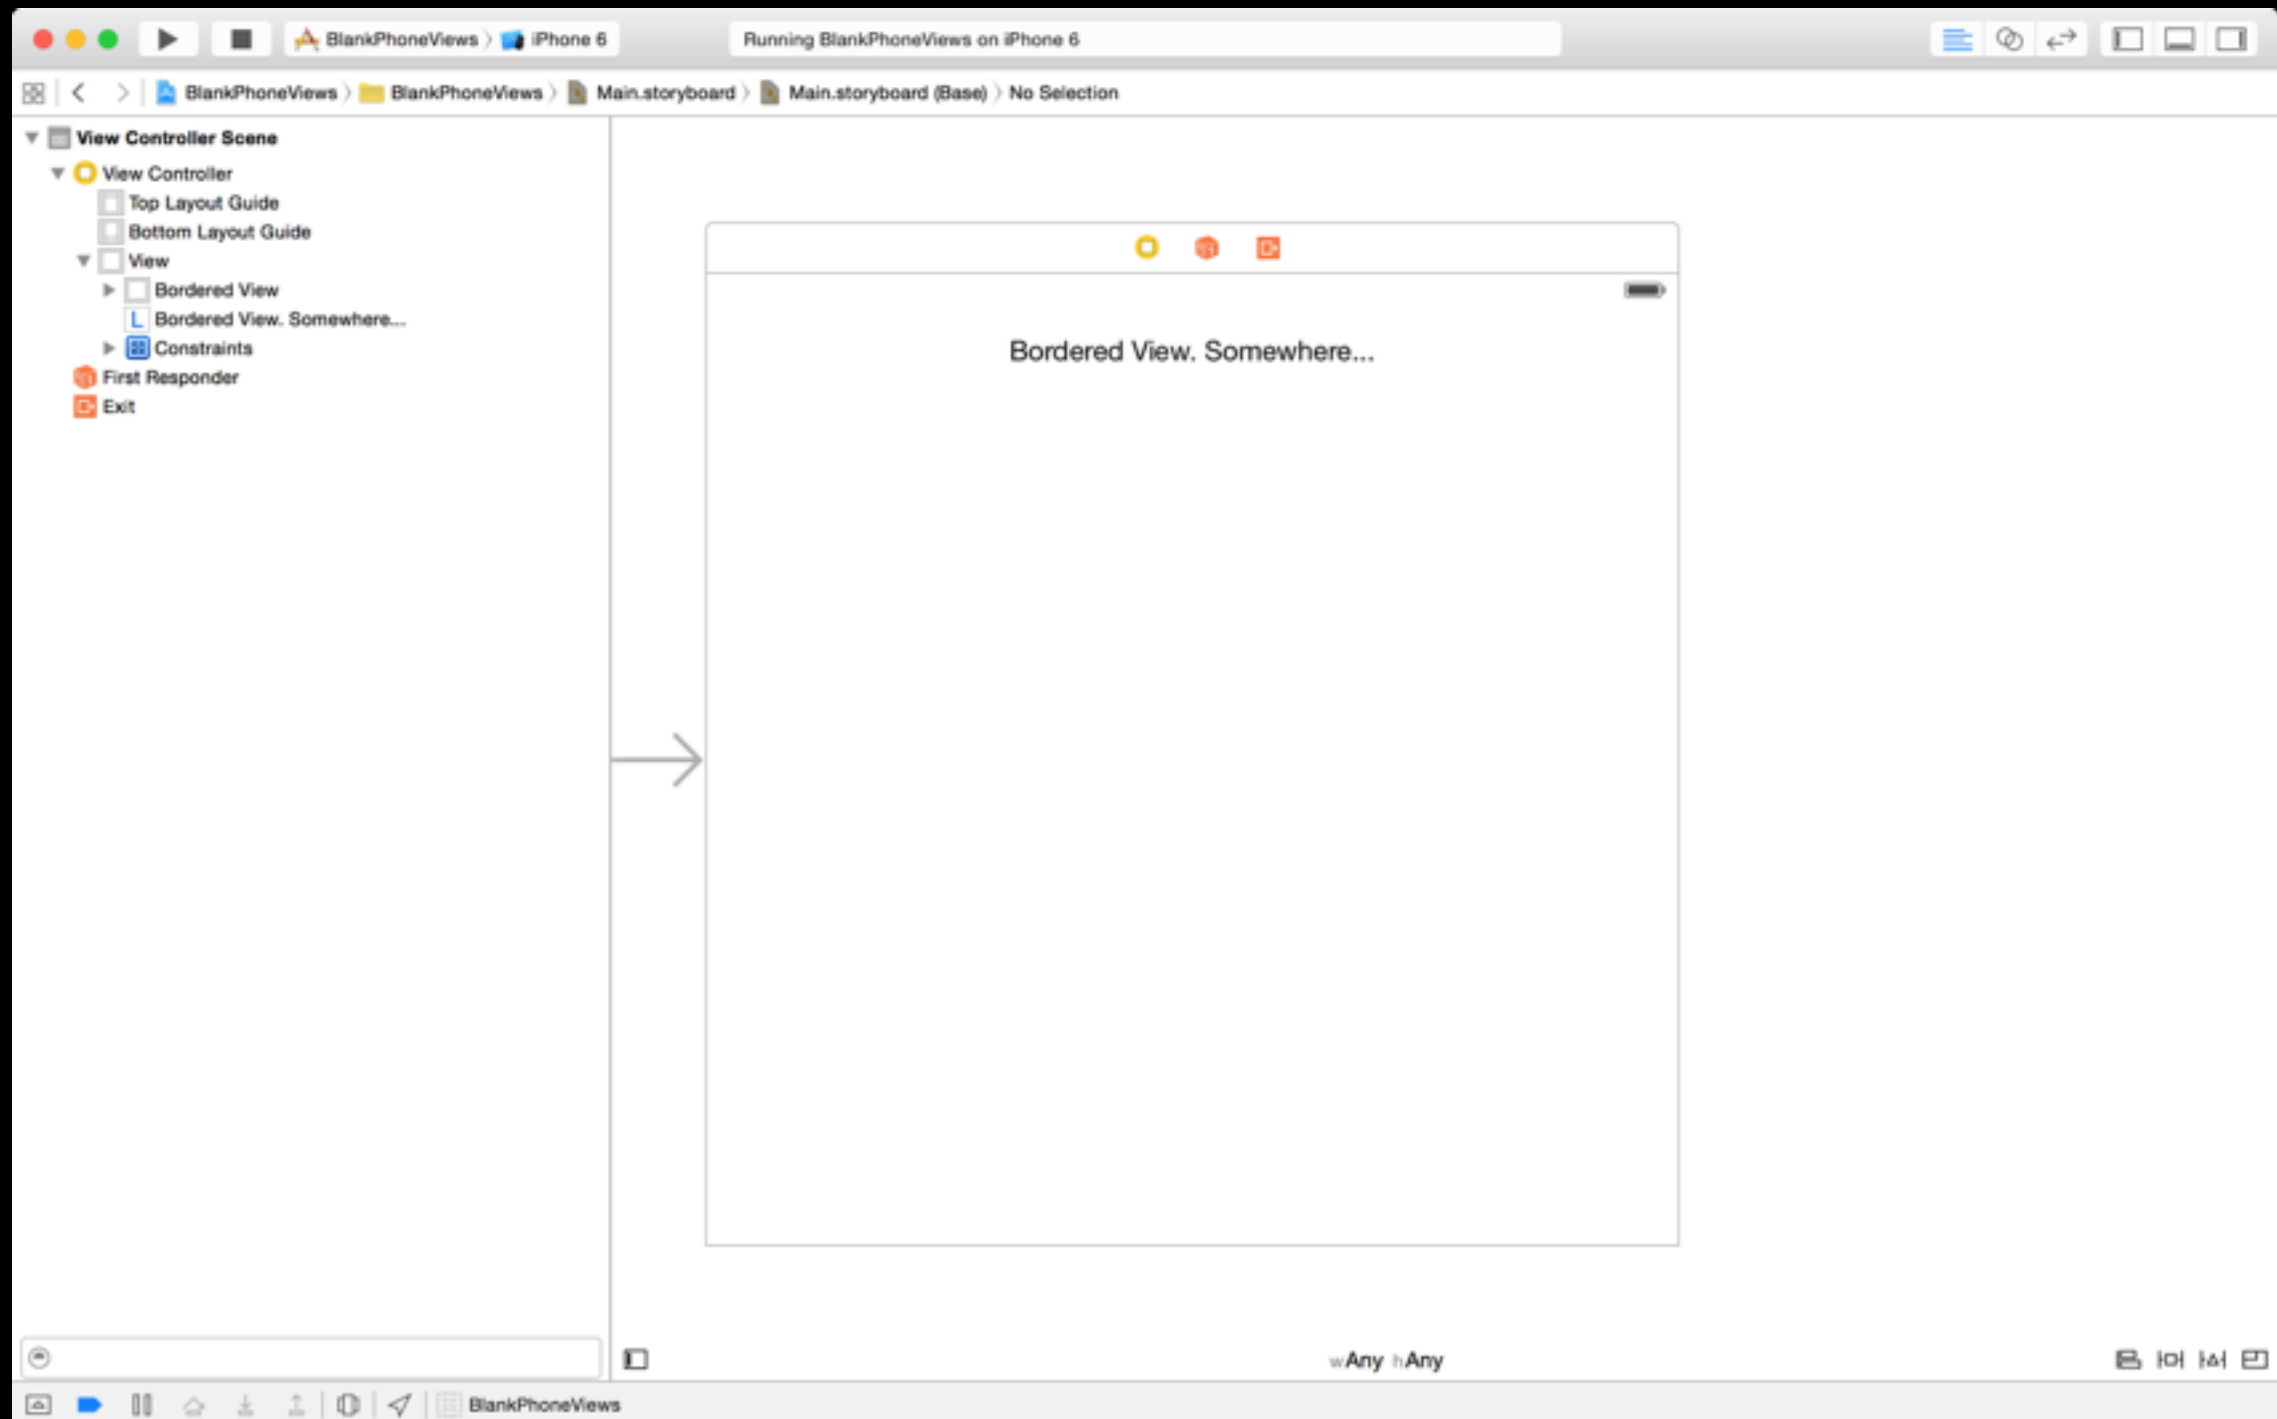 BlankPhoneViews 〉 iPhone 6
Running BlankPhoneViews on iPhone 6
BlankPhoneViews 〉 BlankPhoneViews 〉 Main.storyboard 〉 Main.storyboard (Base) 〉 No Selection
View Controller Scene
View Controller
Top Layout Guide
Bottom Layout Guide
View
Bordered View
L Bordered View. Somewhere...
Constraints
First Responder
Exit
Bordered View. Somewhere...
wAny hAny
BlankPhoneViews